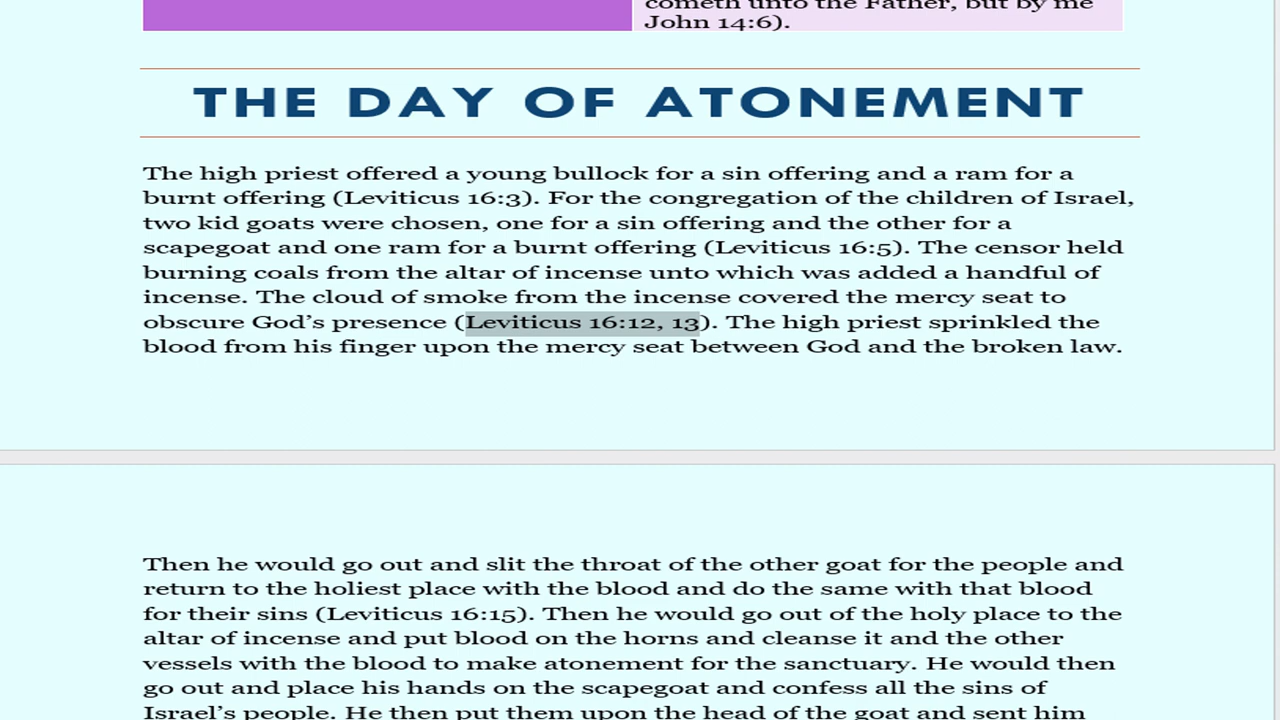 cometh unto the Father, but by me
John 14:6).
THE DAY OF ATONEMENT
The high priest offered a young bullock for a sin offering and a ram for a
burnt offering (Leviticus 16:3). For the congregation of the children of Israel,
two kid goats were chosen, one for a sin offering and the other for a
scapegoat and one ram for a burnt offering (Leviticus 16:5). The censor held
burning coals from the altar of incense unto which was added a handful of
incense. The cloud of smoke from the incense covered the mercy seat to
obscure God’s presence (Leviticus 16:12, 13). The high priest sprinkled the
blood from his finger upon the mercy seat between God and the broken law.
Then he would go out and slit the throat of the other goat for the people and
return to the holiest place with the blood and do the same with that blood
for their sins (Leviticus 16:15). Then he would go out of the holy place to the
altar of incense and put blood on the horns and cleanse it and the other
vessels with the blood to make atonement for the sanctuary. He would then
go out and place his hands on the scapegoat and confess all the sins of
Israel’s people. He then put them upon the head of the goat and sent him